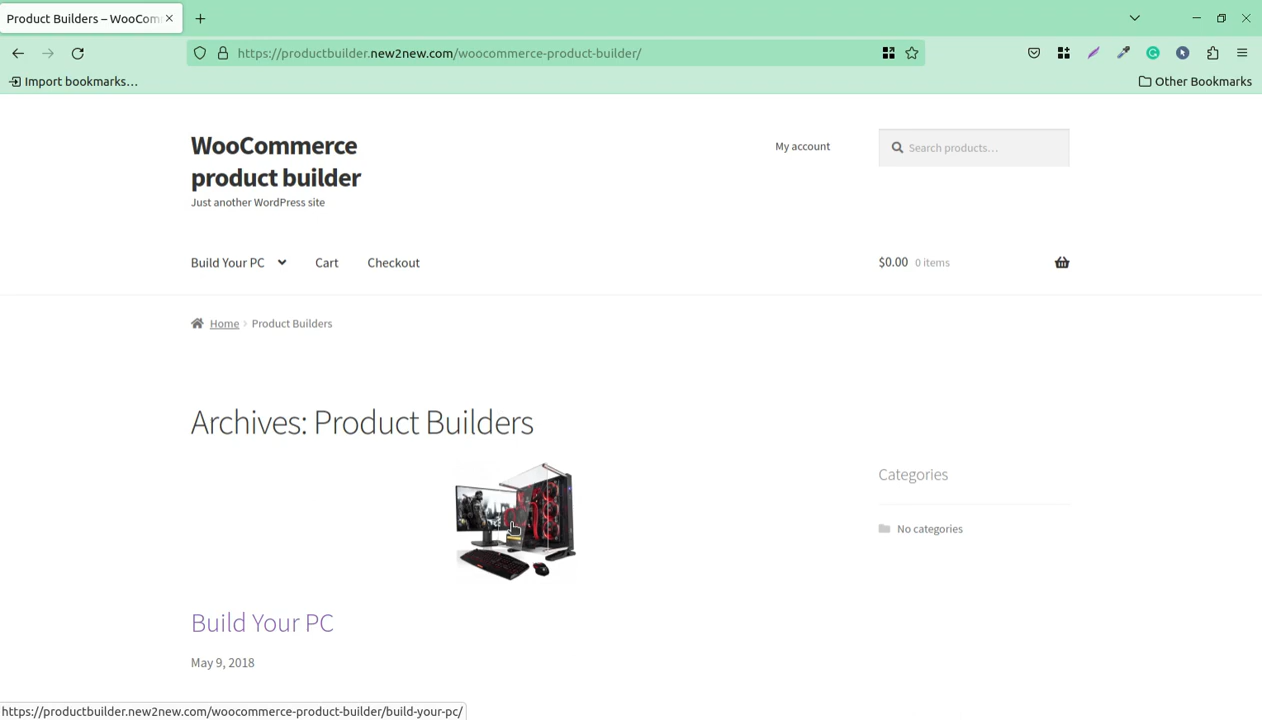 Product Builders – WooCom
https://productbuilder.new2new.com/woocommerce-product-builder/
Import bookmarks…
Other Bookmarks
WooCommerce
product builder
Just another WordPress site
My account
Search products…
Build Your PC
Cart
Checkout
$0.00 0 items
Home
Product Builders
Archives: Product Builders
Categories
No categories
Build Your PC
May 9, 2018
https://productbuilder.new2new.com/woocommerce-product-builder/build-your-pc/